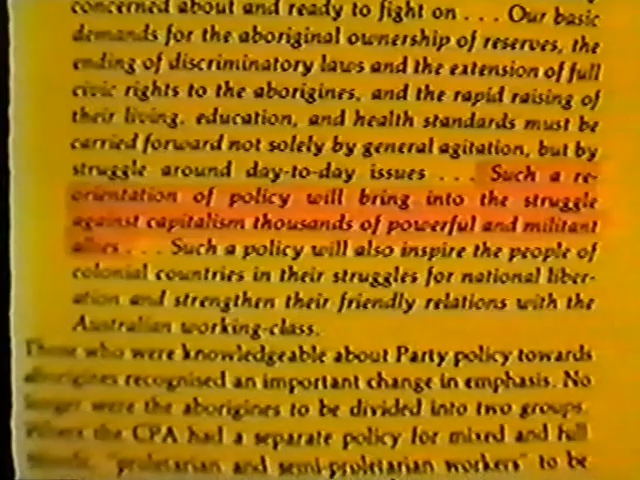 concerned about and ready to fight on . . . Our basic
demands for the aboriginal ownership of reserves, the
ending of discriminatory laws and the extension of full
civic rights to the aborigines, and the rapid raising of
their living, education, and health standards must be
carried forward not solely by general agitation, but by
struggle around day-to-day issues . . . Such a re-
orientation of policy will bring into the struggle
against capitalism thousands of powerful and militant
allies . . . Such a policy will also inspire the people of
colonial countries in their struggles for national liber-
ation and strengthen their friendly relations with the
Australian working-class.
Those who were knowledgeable about Party policy towards
aborigines recognised an important change in emphasis. No
longer were the aborigines to be divided into two groups.
Where the CPA had a separate policy for mixed and full
"proletarian and semi-proletarian workers" to be